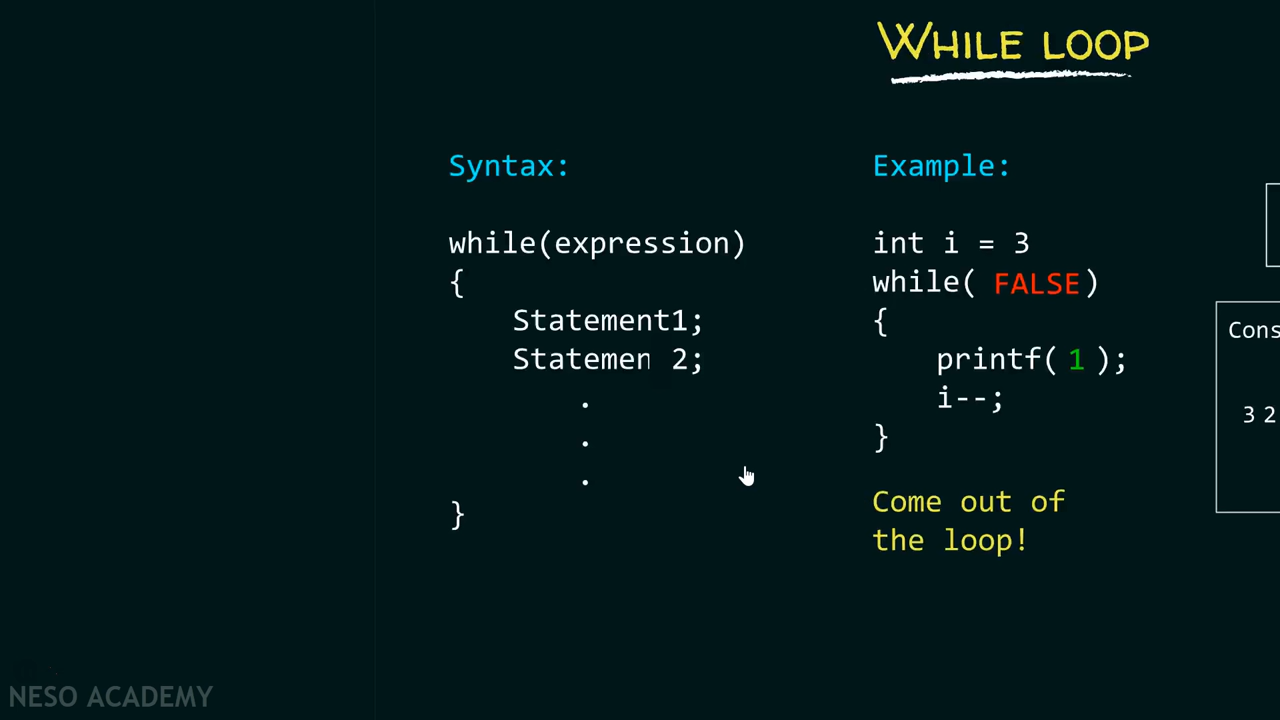 WHILE LOOP
Syntax:
while(expression)
{
Statement1;
Statemen 2;
.
.
.
}
Example:
int i = 3
while( FALSE)
{
printf( 1 );
i--;
}
Come out of
the loop!
Cons
3 2
NESO ACADEMY